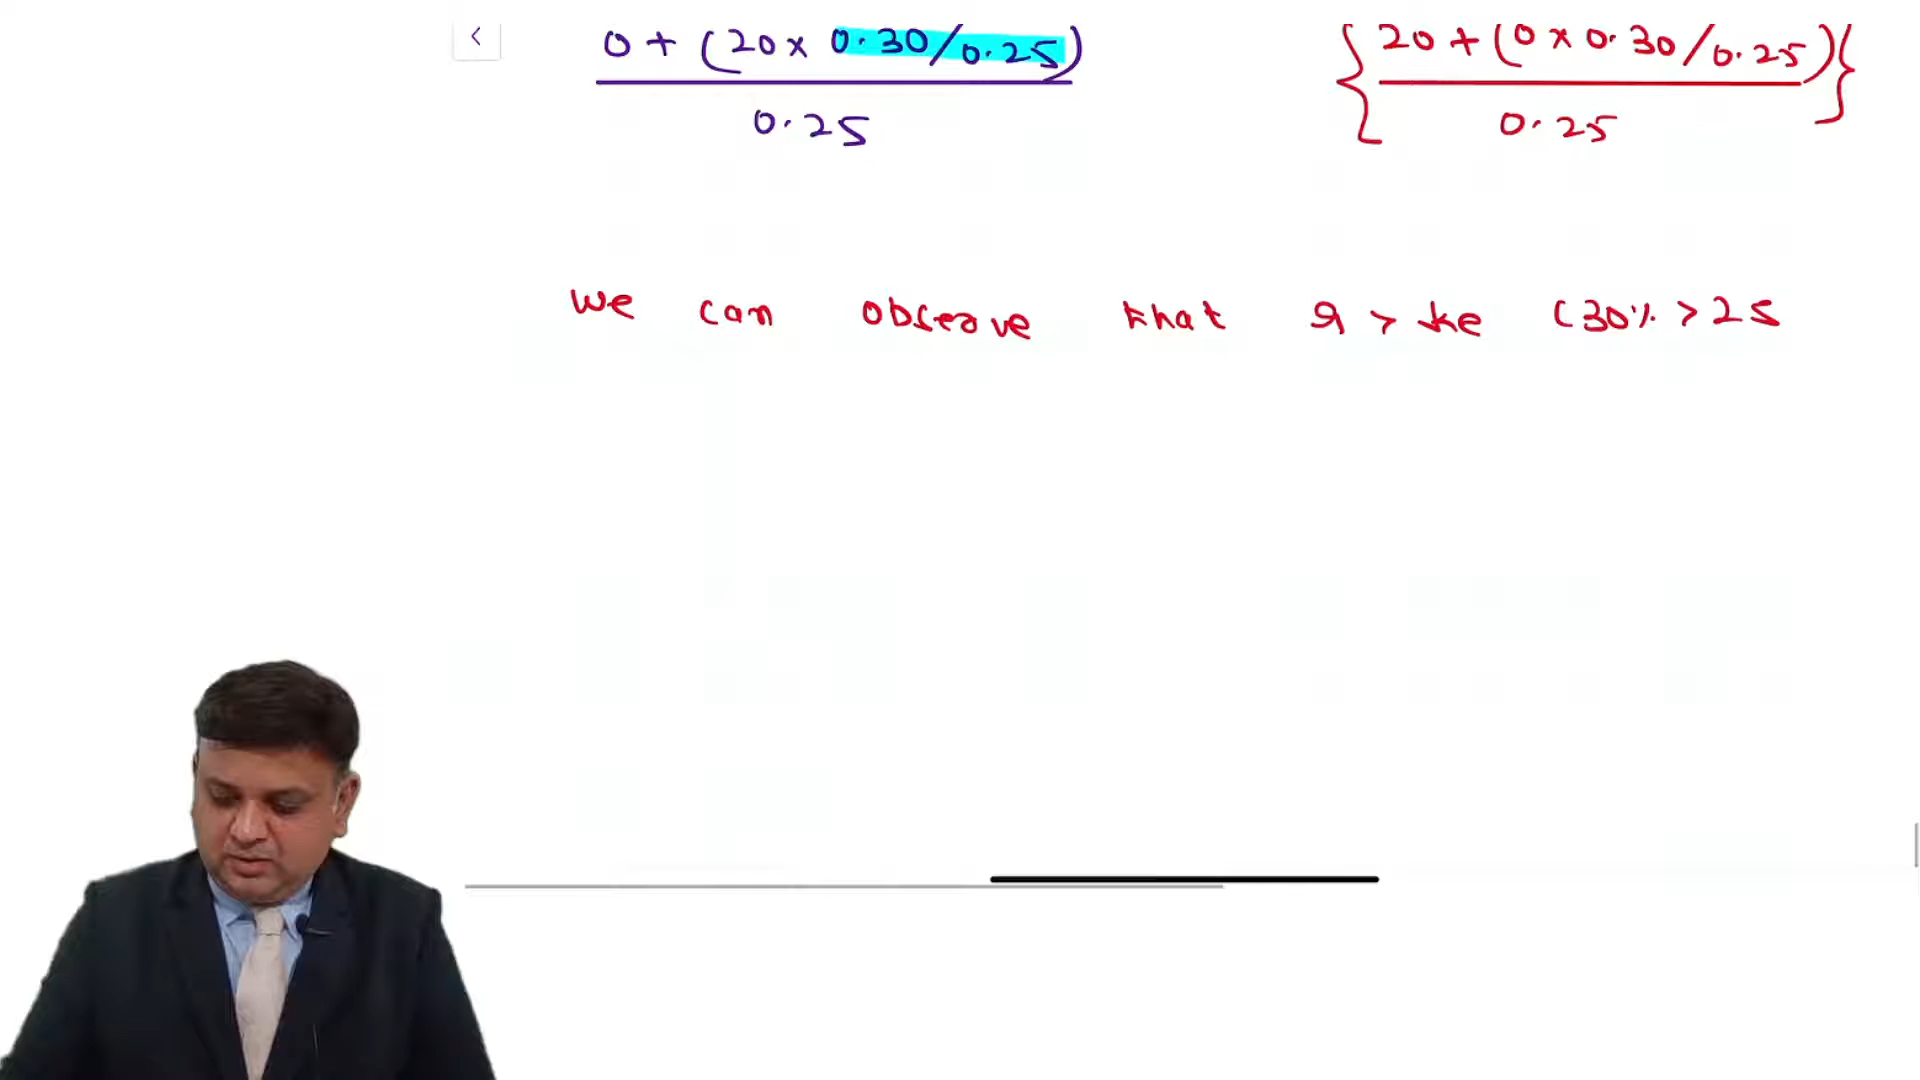 0 + (20 x 0.30/0.25)
0.25
{20 + (0 x 0.30/0.25)}
0.25
We can observe that r > ke (30% > 25